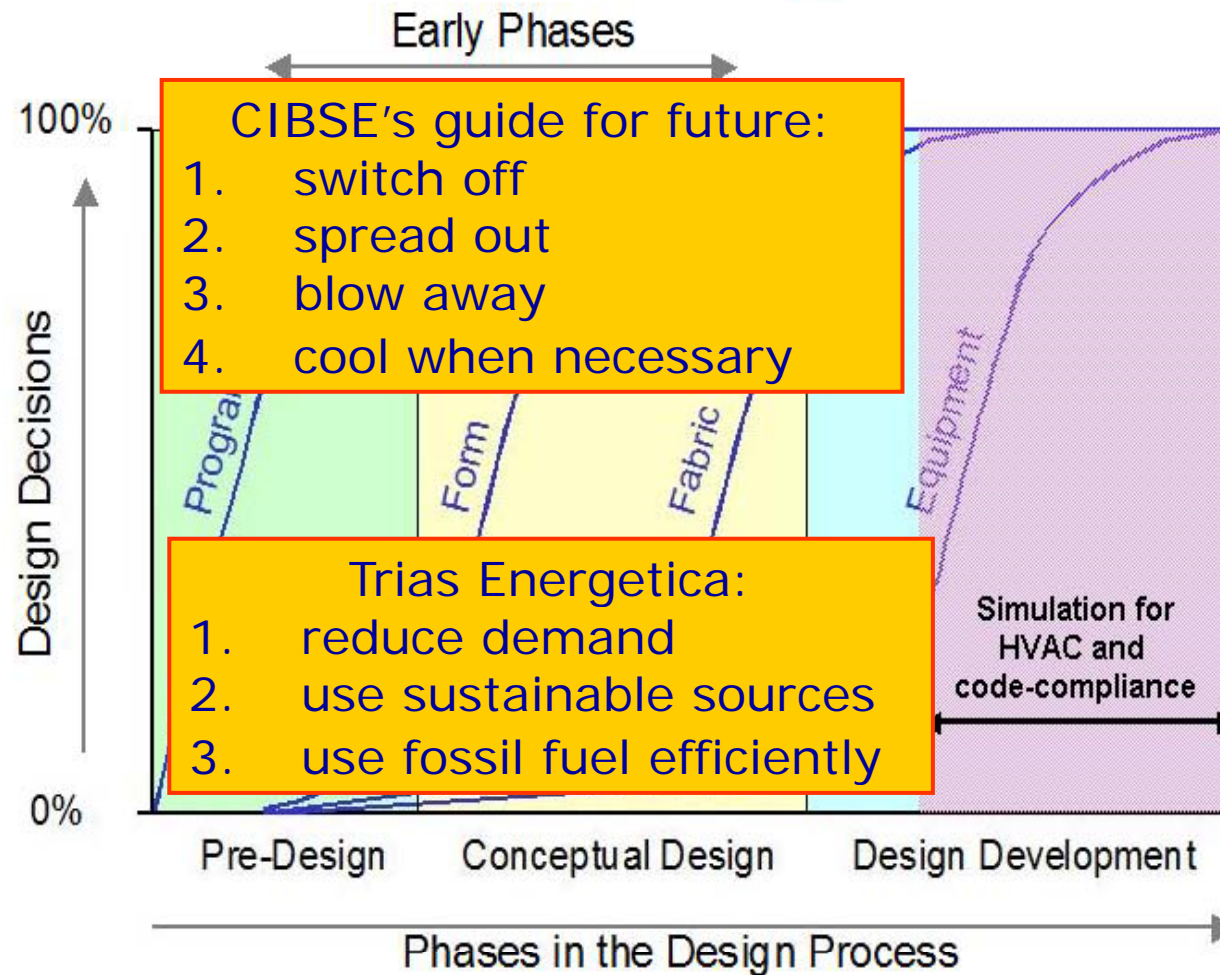 Early Phases
100%
CIBSE's guide for future:
1. switch off
2. spread out
3. blow away
4. cool when necessary
Design Decisions
Form
Fabric
Equipment
Trias Energetica:
1. reduce demand
2. use sustainable sources
3. use fossil fuel efficiently
Simulation for
HVAC and
code-compliance
0%
Pre-Design Conceptual Design Design Development
Phases in the Design Process